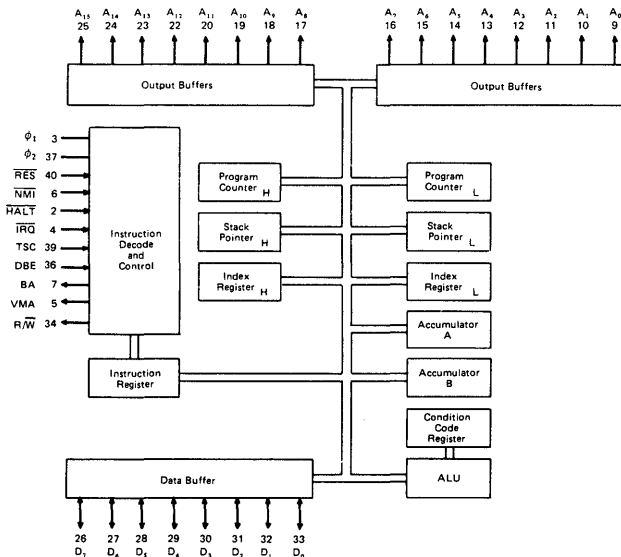 A₁₅ A₁₄ A₁₃ A₁₂ A₁₁ A₁₀ A₉ A₈
25 24 23 22 20 19 18 17
A₇ A₆ A₅ A₄ A₃ A₂ A₁ A₀
16 15 14 13 12 11 10 9
Output Buffers
Output Buffers
ϕ₁ 3
ϕ₂ 37
R̅E̅S̅ 40
N̅M̅I̅ 6
H̅A̅L̅T̅ 2
I̅R̅Q̅ 4
TSC 39
DBE 36
BA 7
VMA 5
R/W̅ 34
Instruction
Decode
and
Control
Program
Counter H
Program
Counter L
Stack
Pointer H
Stack
Pointer L
Index
Register H
Index
Register L
Accumulator
A
Instruction
Register
Accumulator
B
Condition
Code
Register
Data Buffer
ALU
26 27 28 29 30 31 32 33
D₇ D₆ D₅ D₄ D₃ D₂ D₁ D₀